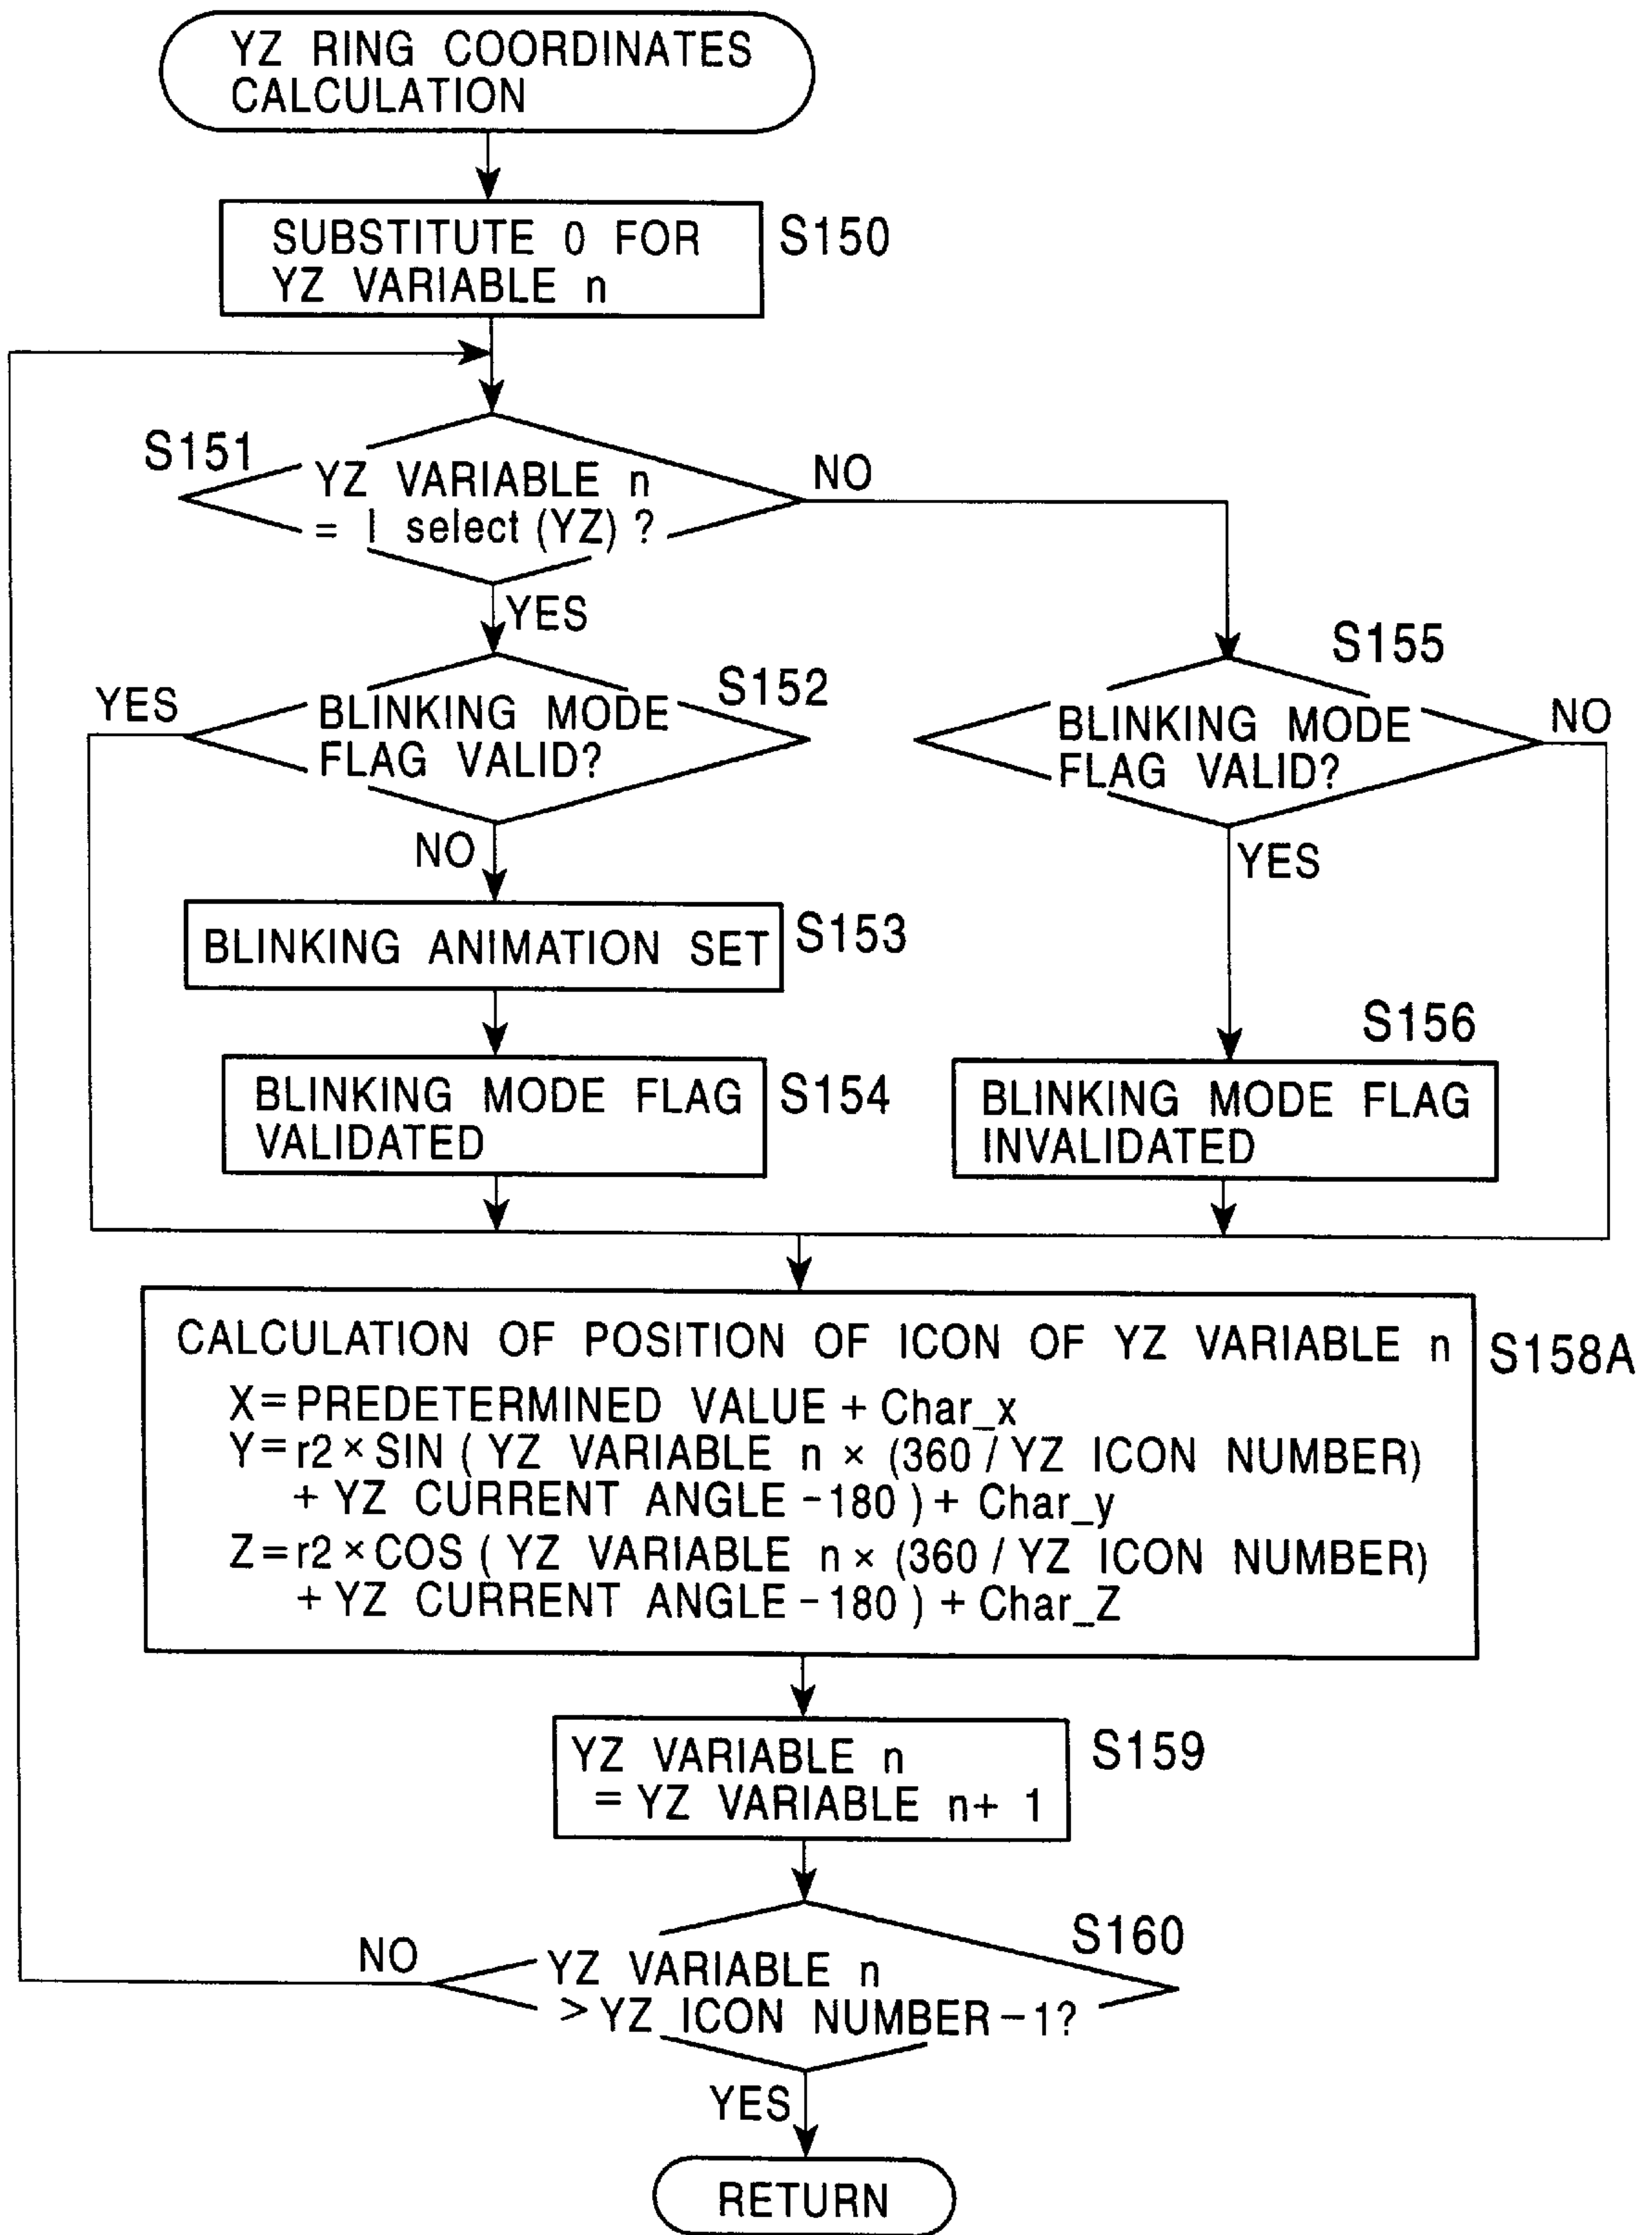 YZ RING COORDINATES
CALCULATION
SUBSTITUTE 0 FOR
YZ VARIABLE n
S150
S151
YZ VARIABLE n
= I select (YZ) ?
NO
YES
S152
YES
BLINKING MODE
FLAG VALID?
NO
S155
BLINKING MODE
FLAG VALID?
NO
YES
BLINKING ANIMATION SET
S153
BLINKING MODE FLAG
VALIDATED
S154
S156
BLINKING MODE FLAG
INVALIDATED
CALCULATION OF POSITION OF ICON OF YZ VARIABLE n
S158A
X=PREDETERMINED VALUE + Char_x
Y=r2×SIN ( YZ VARIABLE n × (360 / YZ ICON NUMBER)
+ YZ CURRENT ANGLE -180 ) + Char_y
Z=r2×COS ( YZ VARIABLE n × (360 / YZ ICON NUMBER)
+ YZ CURRENT ANGLE -180 ) + Char_Z
YZ VARIABLE n
= YZ VARIABLE n+ 1
S159
S160
NO
YZ VARIABLE n
> YZ ICON NUMBER -1?
YES
RETURN